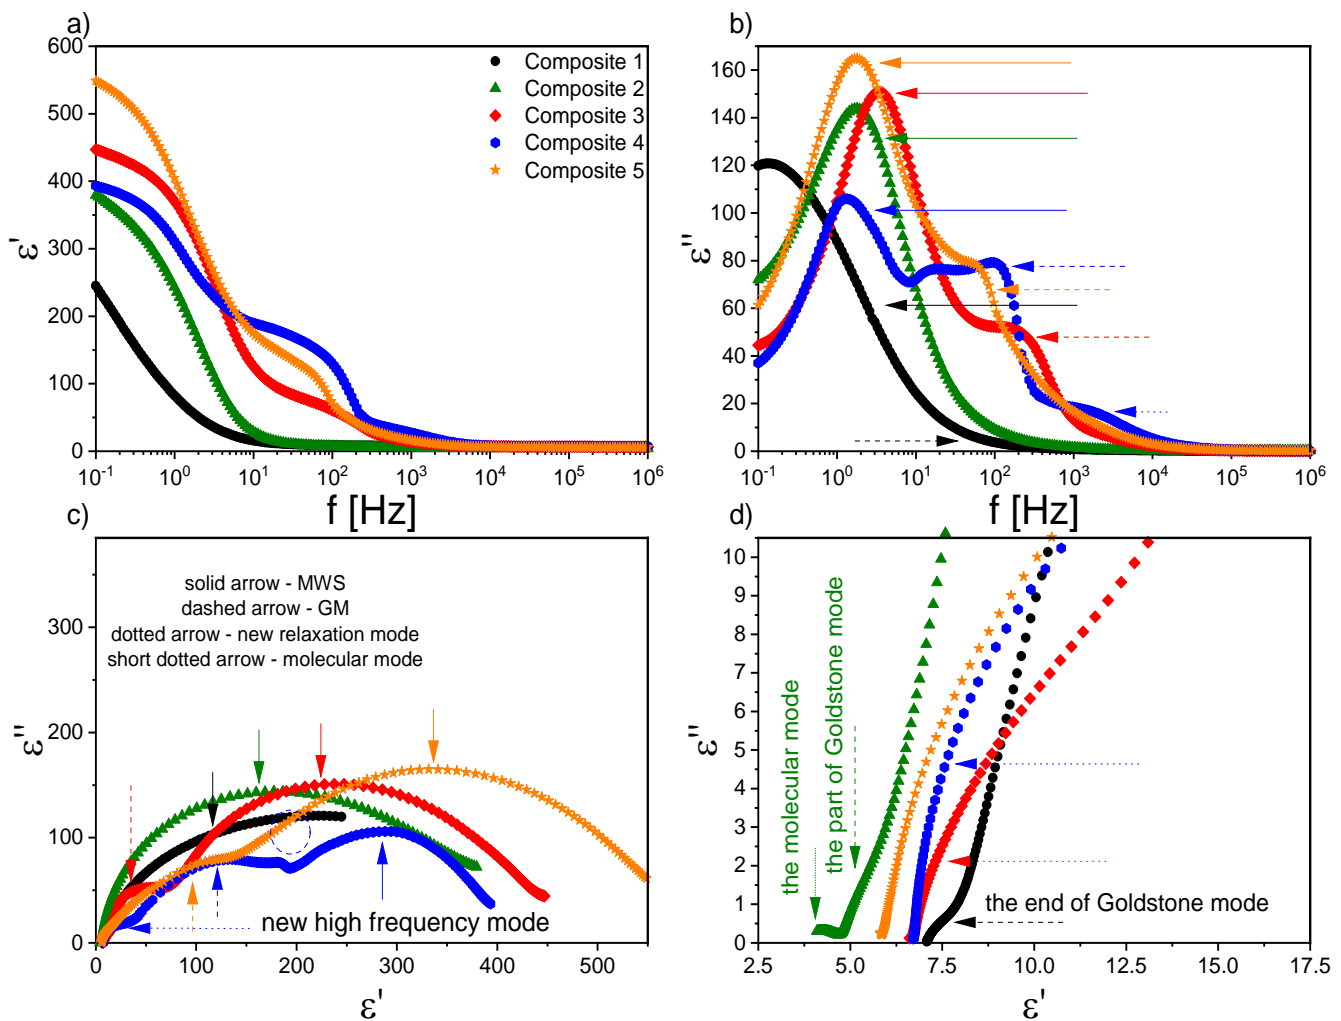 a)
600
500
400
300
200
100
0
ε'
Composite 1
Composite 2
Composite 3
Composite 4
Composite 5
10⁻¹ 10⁰ 10¹ 10² 10³ 10⁴ 10⁵ 10⁶
f [Hz]
b)
160
140
120
100
80
60
40
20
0
ε''
10⁻¹ 10⁰ 10¹ 10² 10³ 10⁴ 10⁵ 10⁶
f [Hz]
c)
300
200
100
0
ε''
solid arrow - MWS
dashed arrow - GM
dotted arrow - new relaxation mode
short dotted arrow - molecular mode
new high frequency mode
0 100 200 300 400 500
ε'
d)
10
9
8
7
6
5
4
3
2
1
0
ε''
the molecular mode
the part of Goldstone mode
the end of Goldstone mode
2.5 5.0 7.5 10.0 12.5 15.0 17.5
ε'